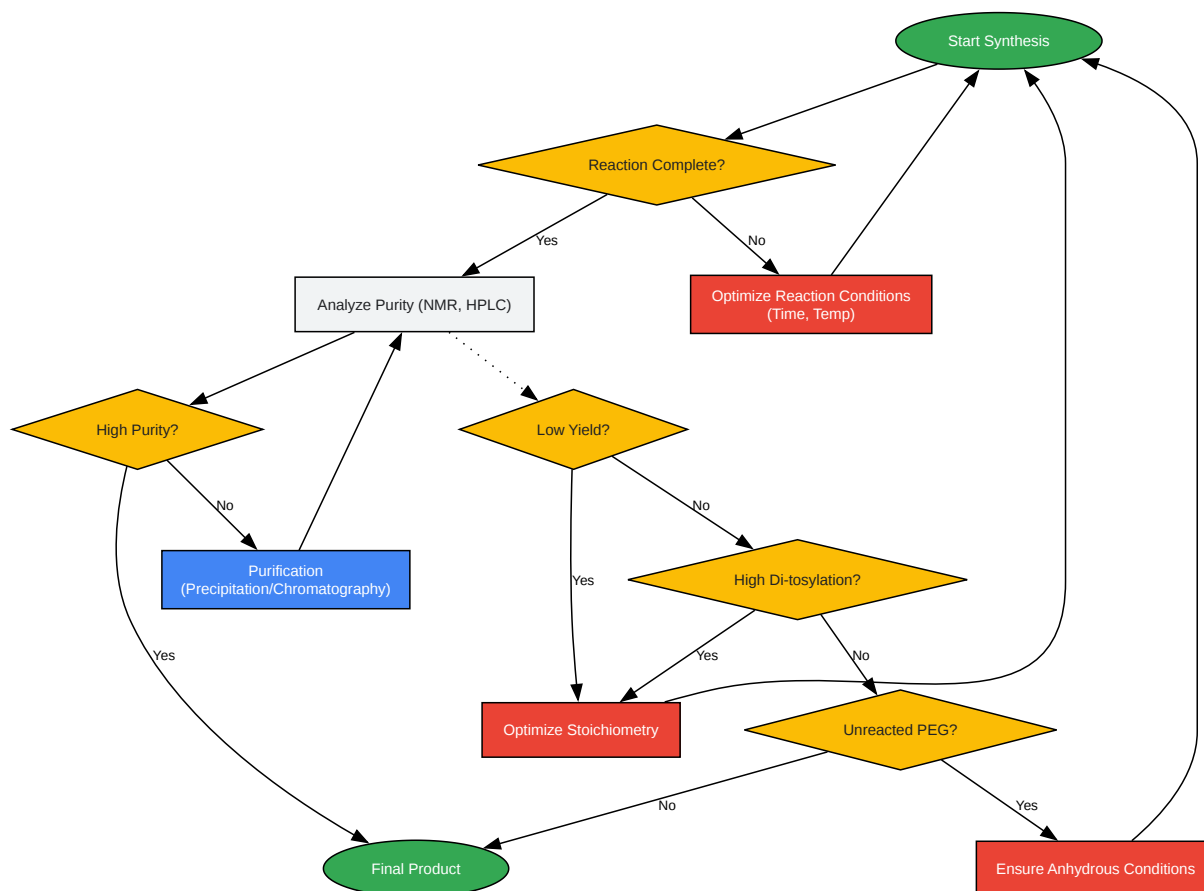 Start Synthesis
Reaction Complete?
Yes
No
Analyze Purity (NMR, HPLC)
Optimize Reaction Conditions
(Time, Temp)
High Purity?
Low Yield?
No
No
Purification
(Precipitation/Chromatography)
Yes
High Di-tosylation?
Yes
Yes
No
Optimize Stoichiometry
Unreacted PEG?
No
Yes
Final Product
Ensure Anhydrous Conditions